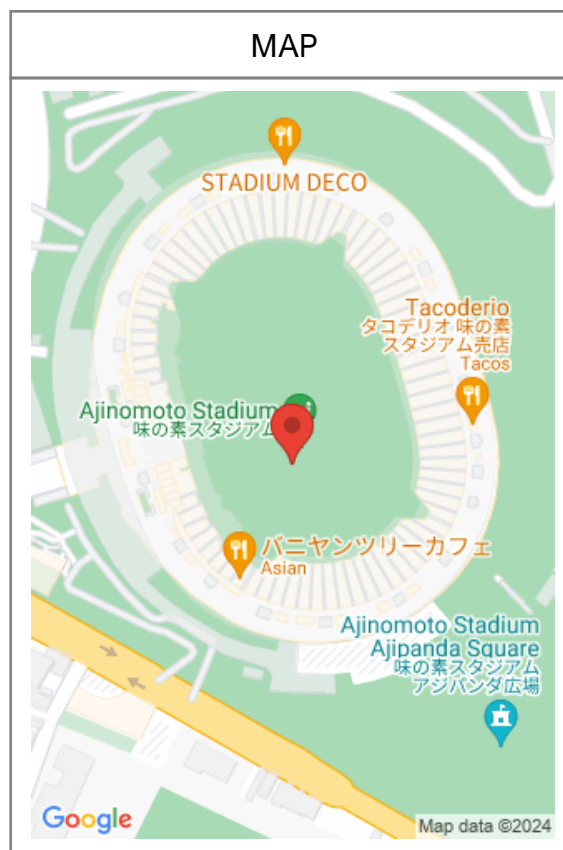 MAP
STADIUM DECO
Tacoderio
タコデリオ 味の素
スタジアム売店
Tacos
Ajinomoto Stadium
味の素スタジアム
バニヤンツリーカフェ
Asian
Ajinomoto Stadium
Ajipanda Square
味の素スタジアム
アジパンダ広場
Google
Map data ©2024